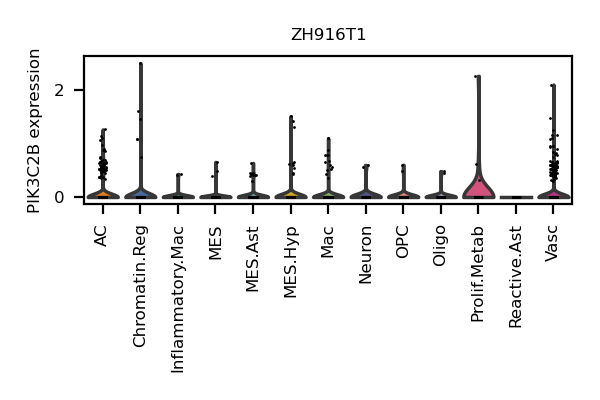 ZH916T1
PIK3C2B expression
2
0
AC
Chromatin.Reg
Inflammatory.Mac
MES
MES.Ast
MES.Hyp
Mac
Neuron
OPC
Oligo
Prolif.Metab
Reactive.Ast
Vasc